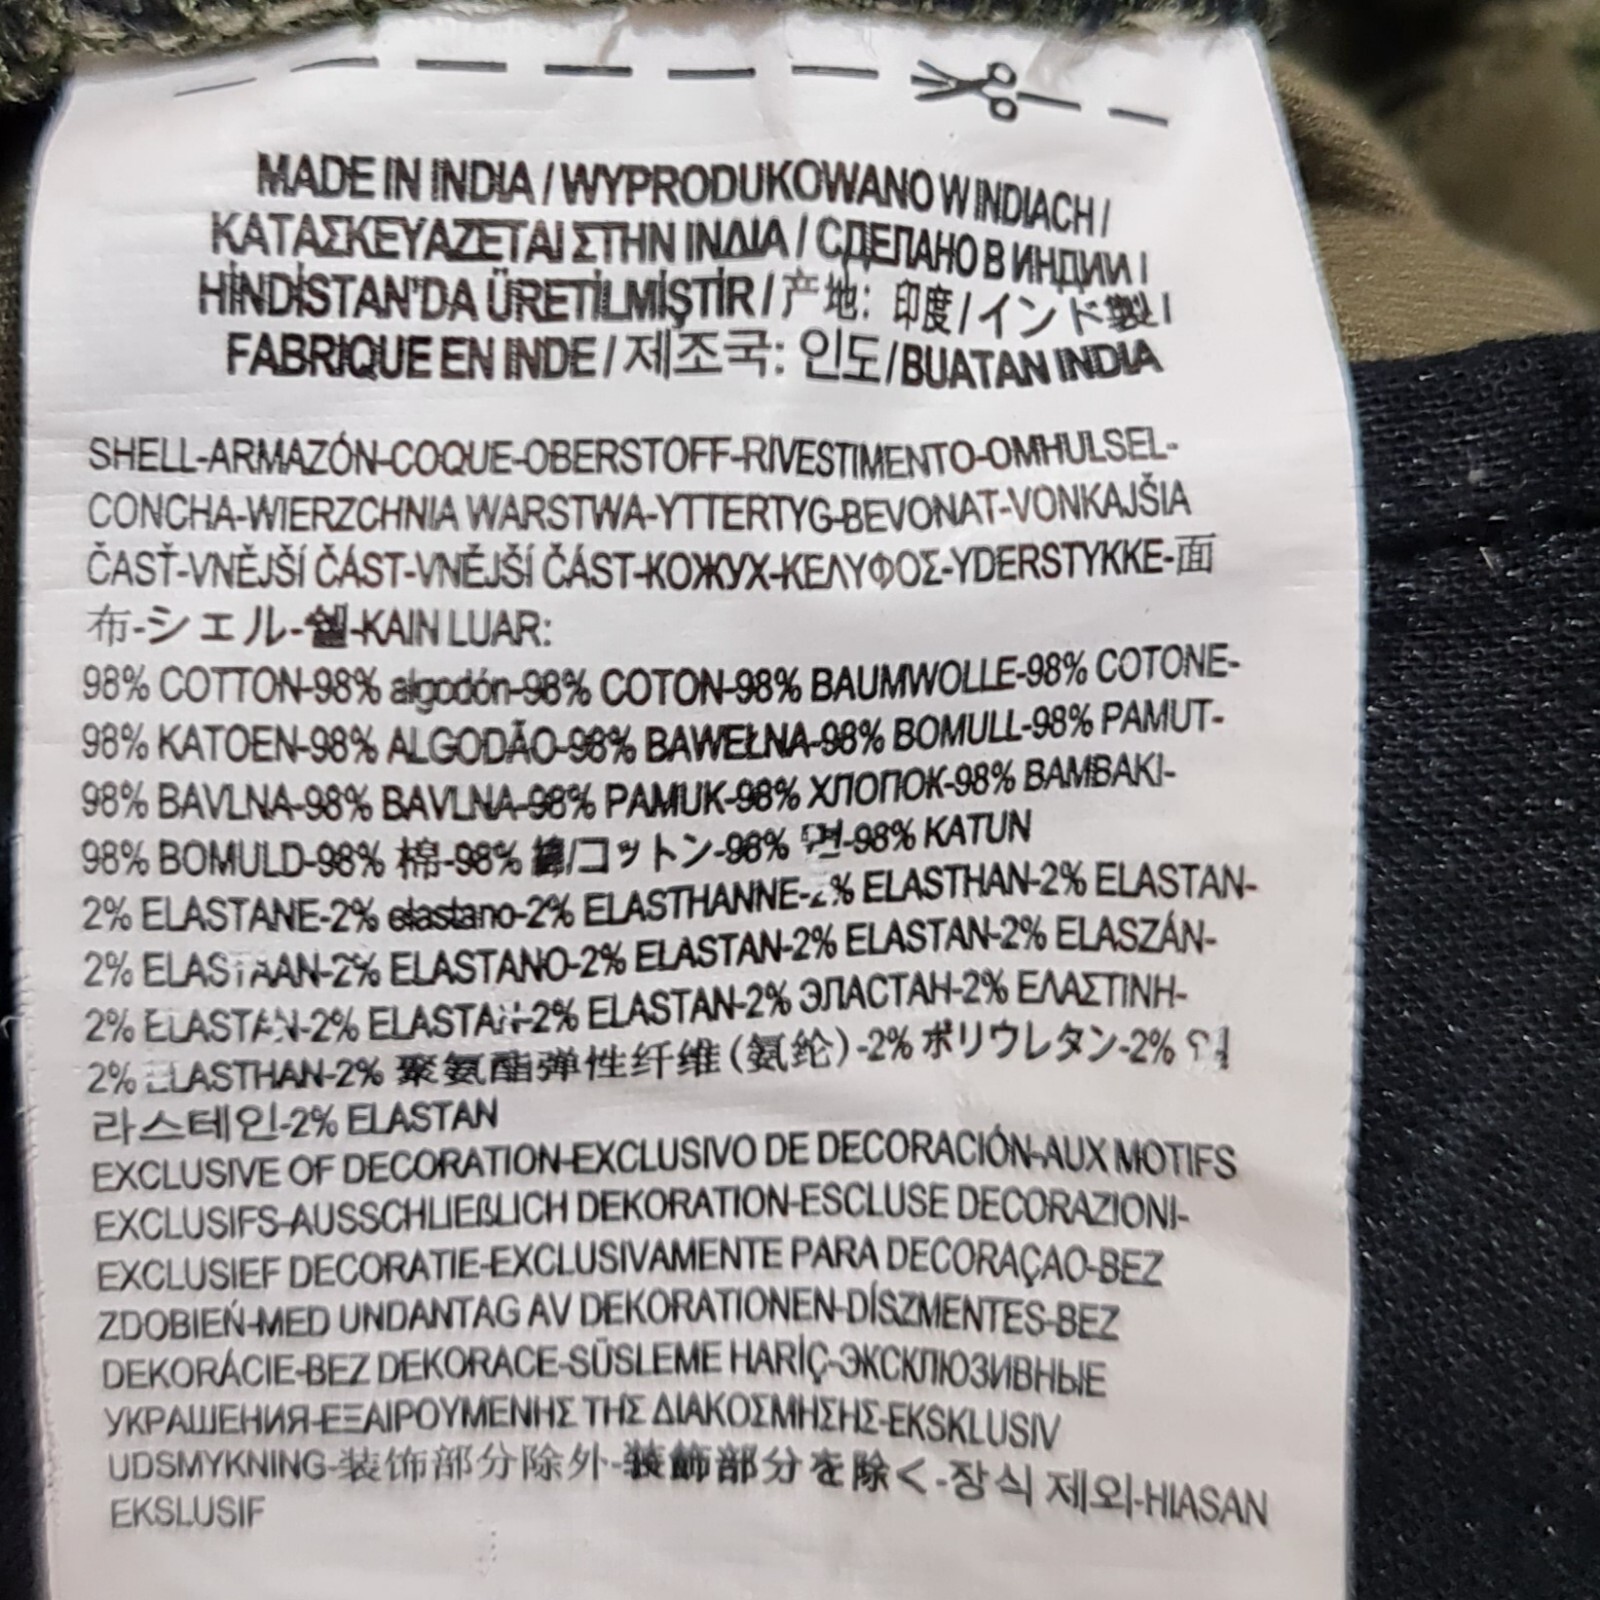 MADE IN INDIA / WYPRODUKOWANO W INDIACH /
ΚΑΤΑΣΚΕΥΑΖΕΤΑΙ ΣΤΗΝ ΙΝΔΙΑ / СДЕЛАНО В ИНДИИ /
HİNDİSTAN'DA ÜRETİLMİŞTİR / 产地: 印度 / インド製 /
FABRIQUE EN INDE / 제조국: 인도 / BUATAN INDIA
SHELL-ARMAZÓN-COQUE-OBERSTOFF-RIVESTIMENTO-OMHULSEL-
CONCHA-WIERZCHNIA WARSTWA-YTTERTYG-BEVONAT-VONKAJŠIA
ČASŤ-VNĚJŠÍ ČÁST-VNĚJŠÍ ČÁST-КОЖУХ-ΚΕΛΥΦΟΣ-YDERSTYKKE-面
布-シェル-쉘-KAIN LUAR:
98% COTTON-98% algodón-98% COTON-98% BAUMWOLLE-98% COTONE-
98% KATOEN-98% ALGODÃO-98% BAWEŁNA-98% BOMULL-98% PAMUT-
98% BAVLNA-98% BAVLNA-98% PAMUK-98% ХЛОПОК-98% BAMBAKI-
98% BOMULD-98% 棉-98% 綿/コットン-98% 면-98% KATUN
2% ELASTANE-2% elastano-2% ELASTHANNE-2% ELASTHAN-2% ELASTAN-
2% ELASTAAN-2% ELASTANO-2% ELASTAN-2% ELASTAN-2% ELASZÁN-
2% ELASTAN-2% ELASTAN-2% ELASTAN-2% ЭЛАСТАН-2% ΕΛΑΣΤΙΝΗ-
2% ELASTHAN-2% 聚氨酯弹性纤维 (氨纶)-2% ポリウレタン-2% 엘
라스테인-2% ELASTAN
EXCLUSIVE OF DECORATION-EXCLUSIVO DE DECORACIÓN-AUX MOTIFS
EXCLUSIFS-AUSSCHLIEßLICH DEKORATION-ESCLUSE DECORAZIONI-
EXCLUSIEF DECORATIE-EXCLUSIVAMENTE PARA DECORAÇAO-BEZ
ZDOBIEŃ-MED UNDANTAG AV DEKORATIONEN-DÍSZMENTES-BEZ
DEKORÁCIE-BEZ DEKORACE-SÜSLEME HARİÇ-ЭКСКЛЮЗИВНЫЕ
УКРАШЕНИЯ-ΕΞΑΙΡΟΥΜΕΝΗΣ ΤΗΣ ΔΙΑΚΟΣΜΗΣΗΣ-EKSKLUSIV
UDSMYKNING-装饰部分除外-装飾部分を除く-장식 제외-HIASAN
EKSLUSIF